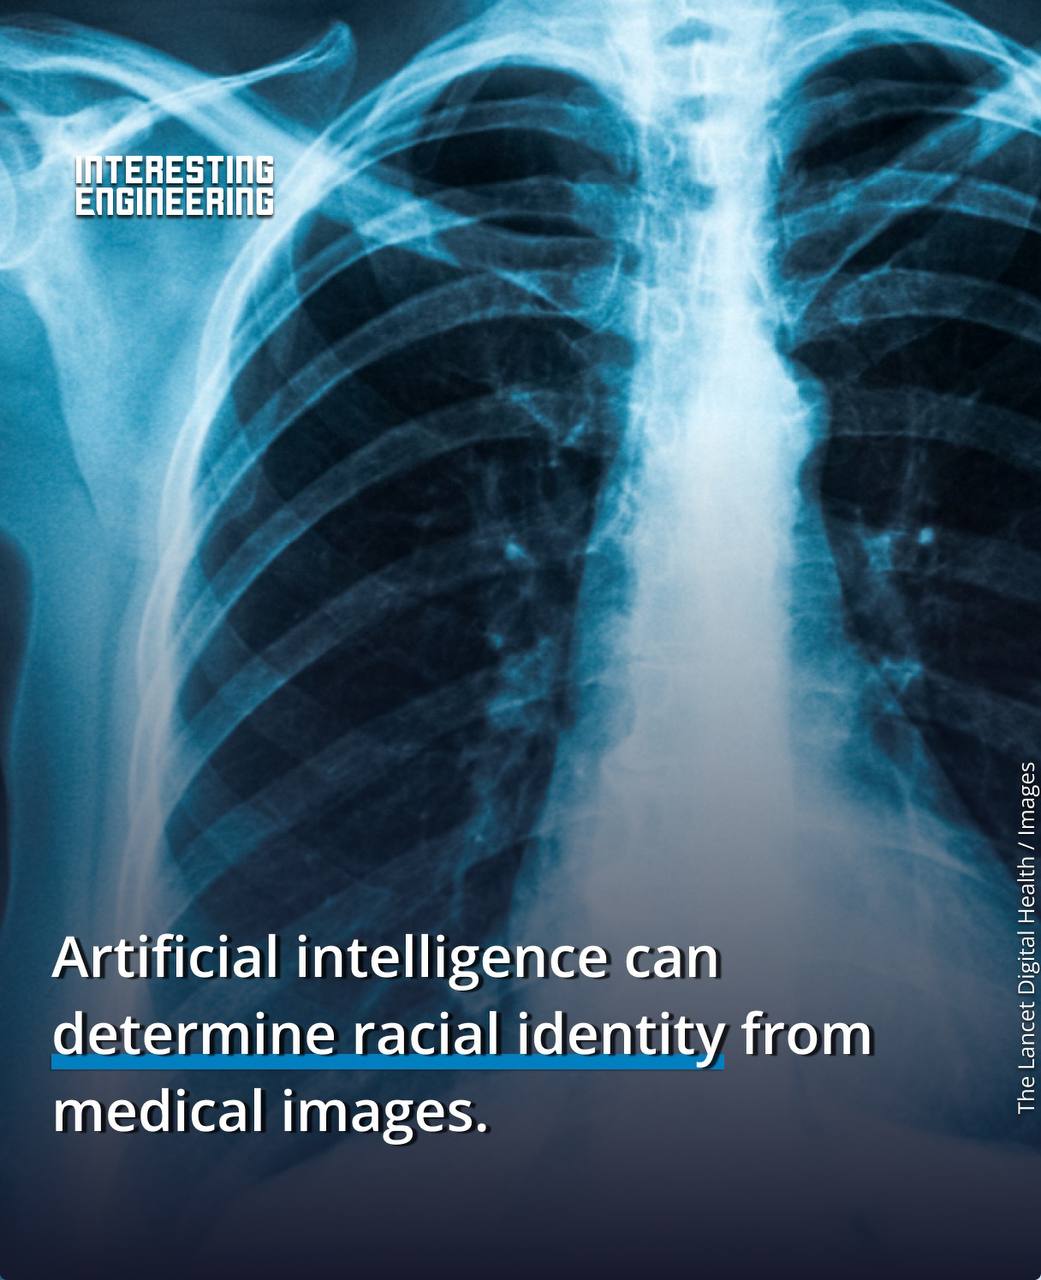 INTERESTING
ENGINEERING
Artificial intelligence can
determine racial identity from
medical images.
The Lancet Digital Health / Images